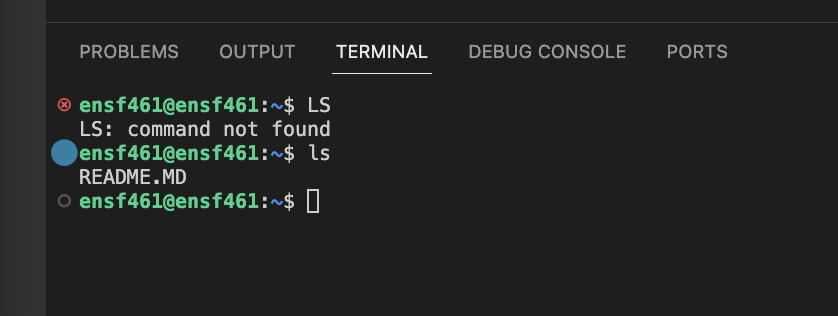 PROBLEMS OUTPUT TERMINAL DEBUG CONSOLE PORTS
ensf461@ensf461:~$ LS
LS: command not found
ensf461@ensf461:~$ ls
README.MD
ensf461@ensf461:~$